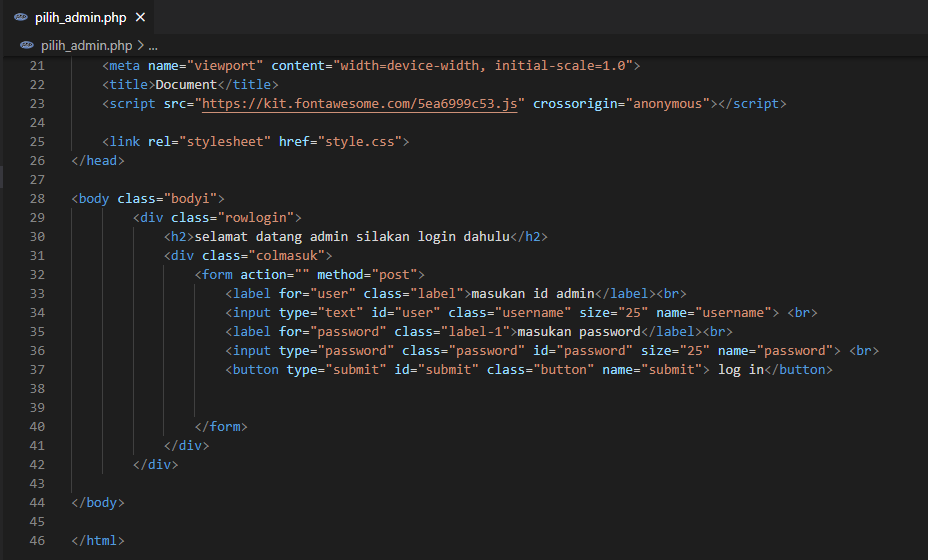 pilih_admin.php ×
pilih_admin.php > ...
21 <meta name="viewport" content="width=device-width, initial-scale=1.0">
22 <title>Document</title>
23 <script src="https://kit.fontawesome.com/5ea6999c53.js" crossorigin="anonymous"></script>
24
25 <link rel="stylesheet" href="style.css">
26 </head>
27
28 <body class="bodyi">
29 <div class="rowlogin">
30 <h2>selamat datang admin silakan login dahulu</h2>
31 <div class="colmasuk">
32 <form action="" method="post">
33 <label for="user" class="label">masukan id admin</label><br>
34 <input type="text" id="user" class="username" size="25" name="username"> <br>
35 <label for="password" class="label-1">masukan password</label><br>
36 <input type="password" class="password" id="password" size="25" name="password"> <br>
37 <button type="submit" id="submit" class="button" name="submit"> log in</button>
38
39
40 </form>
41 </div>
42 </div>
43
44 </body>
45
46 </html>